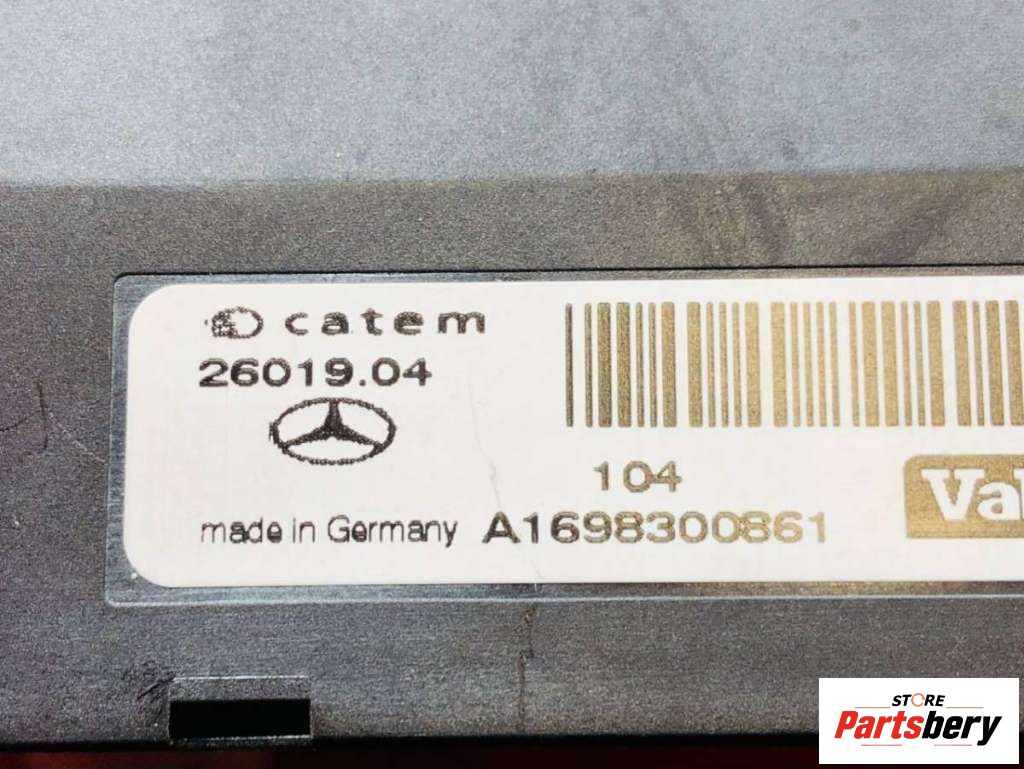 catem
26019.04
104
made in Germany A1698300861
STORE
Partsbery